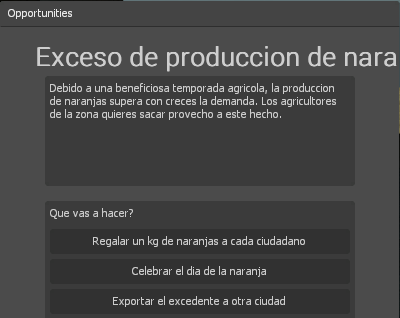 Opportunities
Exceso de produccion de nara
Debido a una beneficiosa temporada agricola, la produccion
de naranjas supera con creces la demanda. Los agricultores
de la zona quieres sacar provecho a este hecho.
Que vas a hacer?
Regalar un kg de naranjas a cada ciudadano
Celebrar el dia de la naranja
Exportar el excedente a otra ciudad